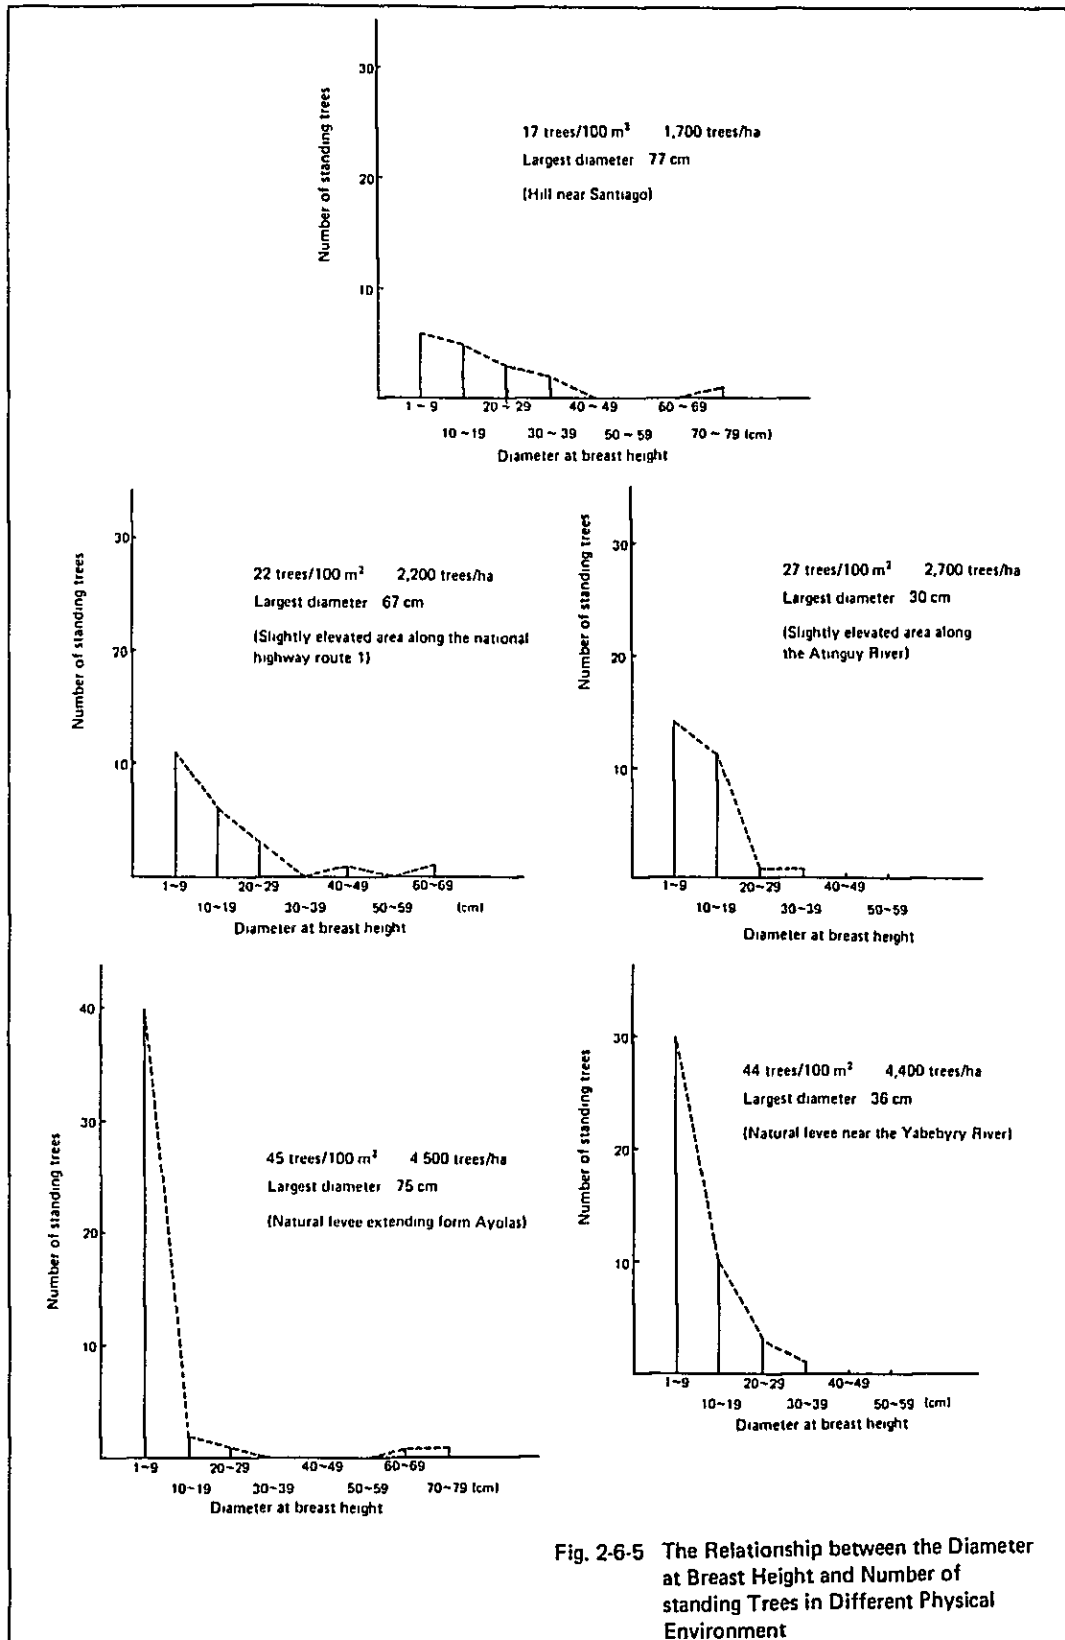 Number of standing trees
30
20
10
17 trees/100 m² 1,700 trees/ha
Largest diameter 77 cm
(Hill near Santiago)
1~9 20~29 40~49 60~69
10~19 30~39 50~59 70~79 (cm)
Diameter at breast height
Number of standing trees
30
70
10
22 trees/100 m² 2,200 trees/ha
Largest diameter 67 cm
(Slightly elevated area along the national
highway route 1)
1~9 20~29 40~49 60~69
10~19 30~39 50~59 (cm)
Diameter at breast height
Number of standing trees
30
20
10
27 trees/100 m² 2,700 trees/ha
Largest diameter 30 cm
(Slightly elevated area along
the Atinguy River)
1~9 20~29 40~49
10~19 30~39 50~59
Diameter at breast height
Number of standing trees
40
30
20
10
45 trees/100 m² 4 500 trees/ha
Largest diameter 75 cm
(Natural levee extending form Ayolas)
1~9 20~29 40~49 60~69
10~19 30~39 50~59 70~79 (cm)
Diameter at breast height
Number of standing trees
30
20
10
44 trees/100 m² 4,400 trees/ha
Largest diameter 36 cm
(Natural levee near the Yabebyry River)
1~9 20~29 40~49
10~19 30~39 50~59 (cm)
Diameter at breast height
Fig. 2-6-5 The Relationship between the Diameter
at Breast Height and Number of
standing Trees in Different Physical
Environment